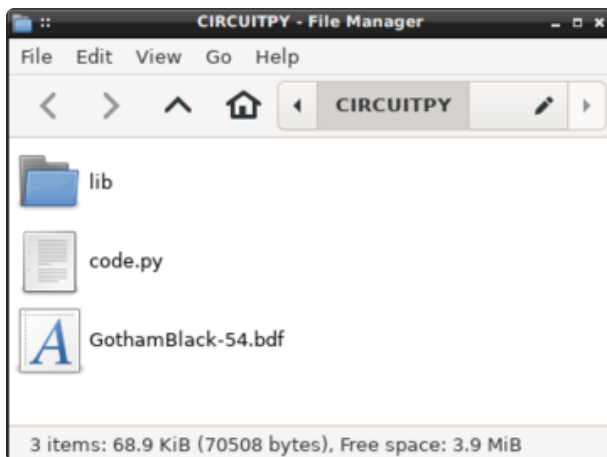 CIRCUITPY - File Manager
File Edit View Go Help
CIRCUITPY
lib
code.py
GothamBlack-54.bdf
3 items: 68.9 KiB (70508 bytes), Free space: 3.9 MiB